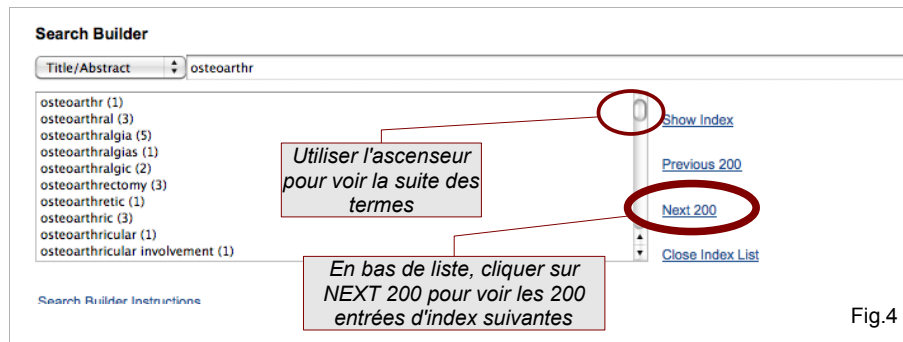 Search Builder
Title/Abstract osteoarthr
osteoarthr (1)
osteoarthral (3)
osteoarthralgia (5)
osteoarthralgias (1)
osteoarthralgic (2)
osteoarthrectomy (3)
osteoarthretic (1)
osteoarthric (3)
osteoarthricular (1)
osteoarthricular involvement (1)
Show Index
Previous 200
Next 200
Close Index List
Utiliser l'ascenseur
pour voir la suite des
termes
En bas de liste, cliquer sur
NEXT 200 pour voir les 200
entrées d'index suivantes
Search Builder Instructions
Fig.4